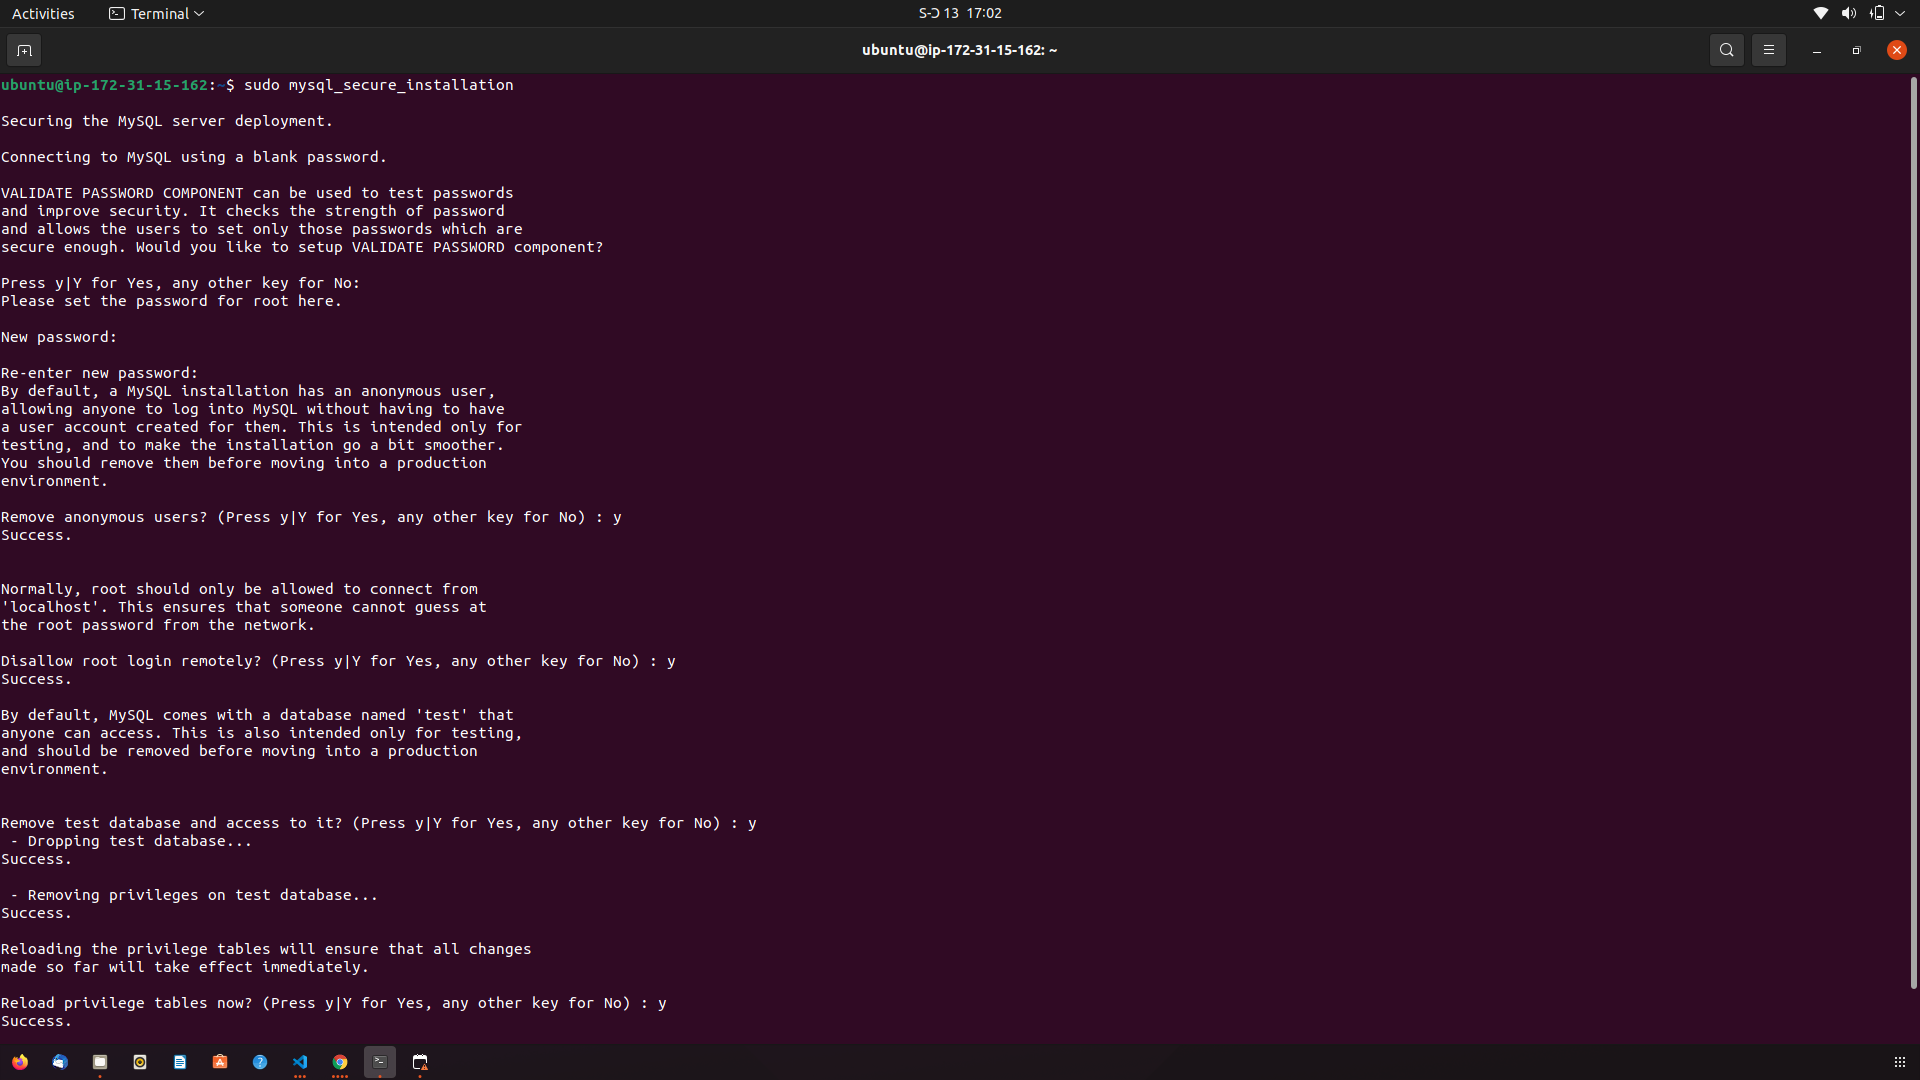 Activities
Terminal
17:02
ubuntu@ip-172-31-15-162: ~
ubuntu@ip-172-31-15-162:~$ sudo mysql_secure_installation
Securing the MySQL server deployment.
Connecting to MySQL using a blank password.
VALIDATE PASSWORD COMPONENT can be used to test passwords
and improve security. It checks the strength of password
and allows the users to set only those passwords which are
secure enough. Would you like to setup VALIDATE PASSWORD component?
Press y|Y for Yes, any other key for No:
Please set the password for root here.
New password:
Re-enter new password:
By default, a MySQL installation has an anonymous user,
allowing anyone to log into MySQL without having to have
a user account created for them. This is intended only for
testing, and to make the installation go a bit smoother.
You should remove them before moving into a production
environment.
Remove anonymous users? (Press y|Y for Yes, any other key for No) : y
Success.
Normally, root should only be allowed to connect from
'localhost'. This ensures that someone cannot guess at
the root password from the network.
Disallow root login remotely? (Press y|Y for Yes, any other key for No) : y
Success.
By default, MySQL comes with a database named 'test' that
anyone can access. This is also intended only for testing,
and should be removed before moving into a production
environment.
Remove test database and access to it? (Press y|Y for Yes, any other key for No) : y
- Dropping test database...
Success.
- Removing privileges on test database...
Success.
Reloading the privilege tables will ensure that all changes
made so far will take effect immediately.
Reload privilege tables now? (Press y|Y for Yes, any other key for No) : y
Success.